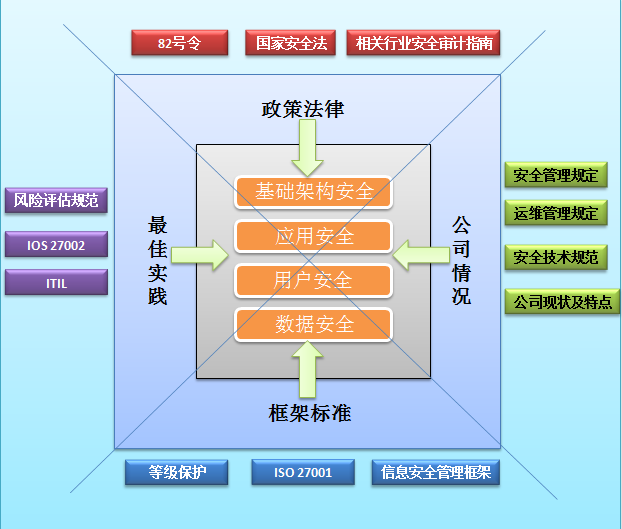 82号令
国家安全法
相关行业安全审计指南
政策法律
基础架构安全
应用安全
用户安全
数据安全
最佳实践
公司情况
风险评估规范
IOS 27002
ITIL
安全管理规定
运维管理规定
安全技术规范
公司现状及特点
框架标准
等级保护
ISO 27001
信息安全管理框架